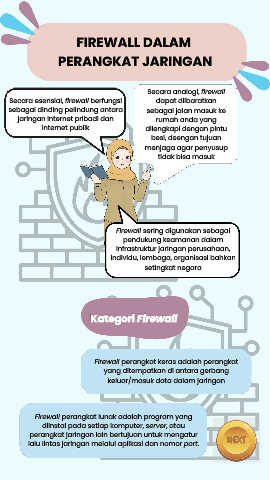 FIREWALL DALAM
PERANGKAT JARINGAN
Secara esensial, firewall berfungsi
sebagai dinding pelindung antara
jaringan internet pribadi dan
internet publik
Secara analogi, firewall
dapat diibaratkan
sebagai jalan masuk ke
rumah anda yang
dilengkapi dengan pintu
besi, dsengan tujuan
menjaga agar penyusup
tidak bisa masuk
Firewall sering digunakan sebagai
pendukung keamanan dalam
infrastruktur jaringan perusahaan,
individu, lembaga, organisasi bahkan
setingkat negara
Kategori Firewall
Firewall perangkat keras adalah perangkat
yang ditempatkan di antara gerbang
keluar/masuk data dalam jaringan
Firewall perangkat lunak adalah program yang
diinstal pada setiap komputer, server, atau
perangkat jaringan lain bertujuan untuk mengatur
lalu lintas jaringan melalui aplikasi dan nomor port.
NEXT